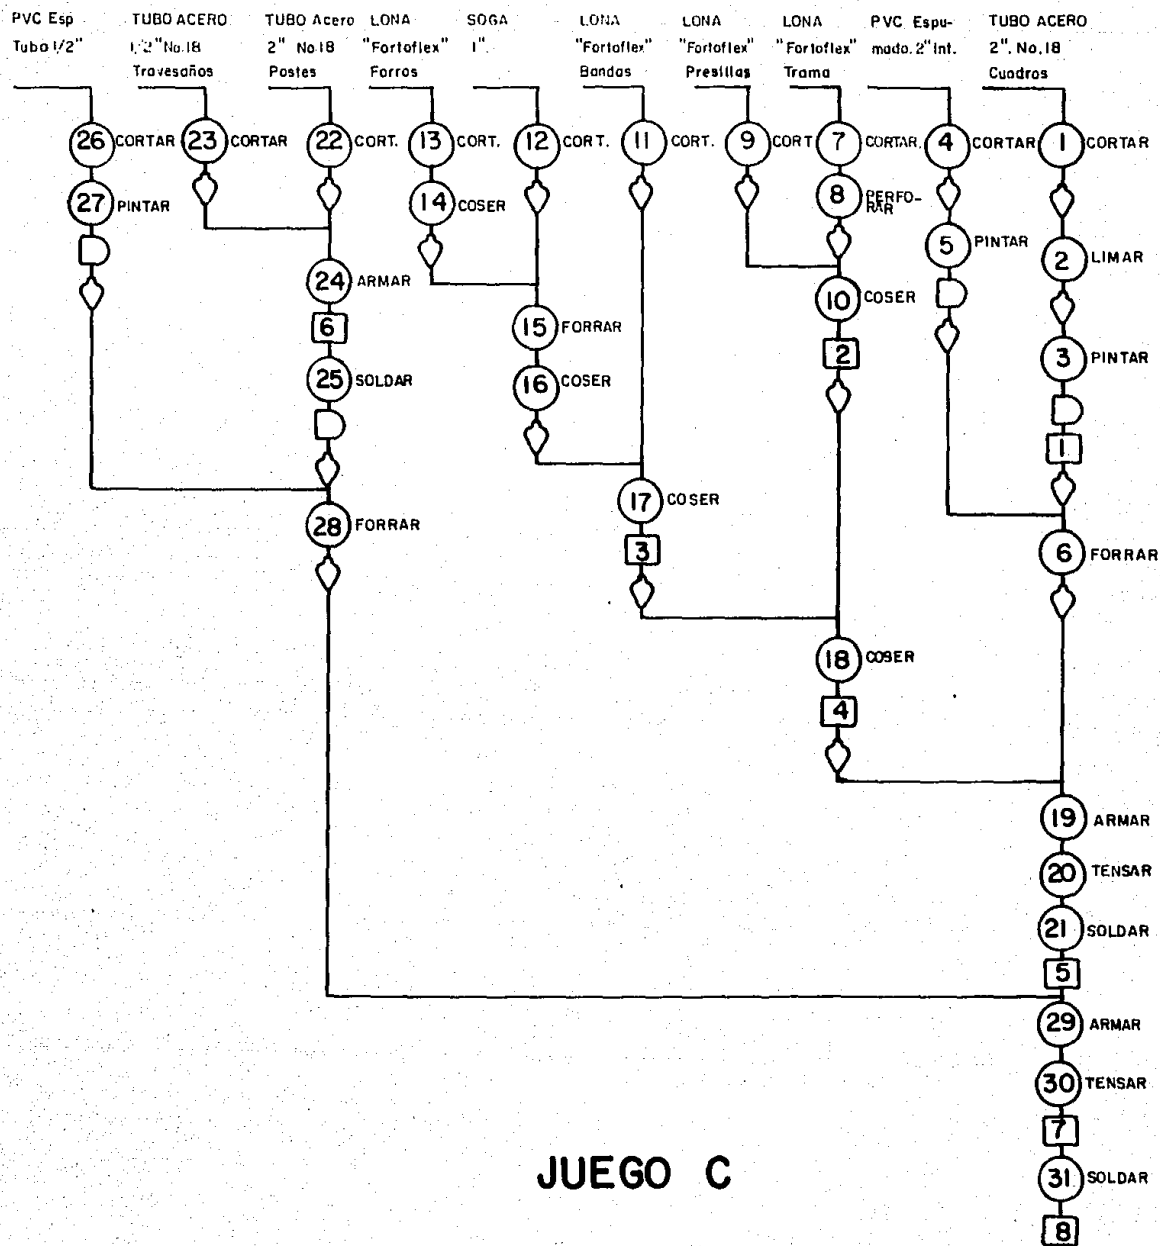 PVC Esp
Tubo 1/2"
TUBO ACERO
1/2" No.18
Travesaños
TUBO Acero
2" No.18
Postes
LONA
"Fortoflex"
Forros
SOGA
1".
LONA
"Fortoflex"
Bandas
LONA
"Fortoflex"
Presillas
LONA
"Fortoflex"
Trama
PVC Espu-
mado. 2" Int.
TUBO ACERO
2". No.18
Cuadros
26 CORTAR
23 CORTAR
22 CORT.
13 CORT.
12 CORT.
11 CORT.
9 CORT
7 CORTAR.
4 CORTAR
1 CORTAR
27 PINTAR
14 COSER
8 PERFO-
RAR
5 PINTAR
2 LIMAR
24 ARMAR
10 COSER
6
15 FORRAR
2
3 PINTAR
25 SOLDAR
16 COSER
1
17 COSER
28 FORRAR
3
6 FORRAR
18 COSER
4
19 ARMAR
20 TENSAR
21 SOLDAR
5
29 ARMAR
30 TENSAR
7
31 SOLDAR
8
JUEGO C